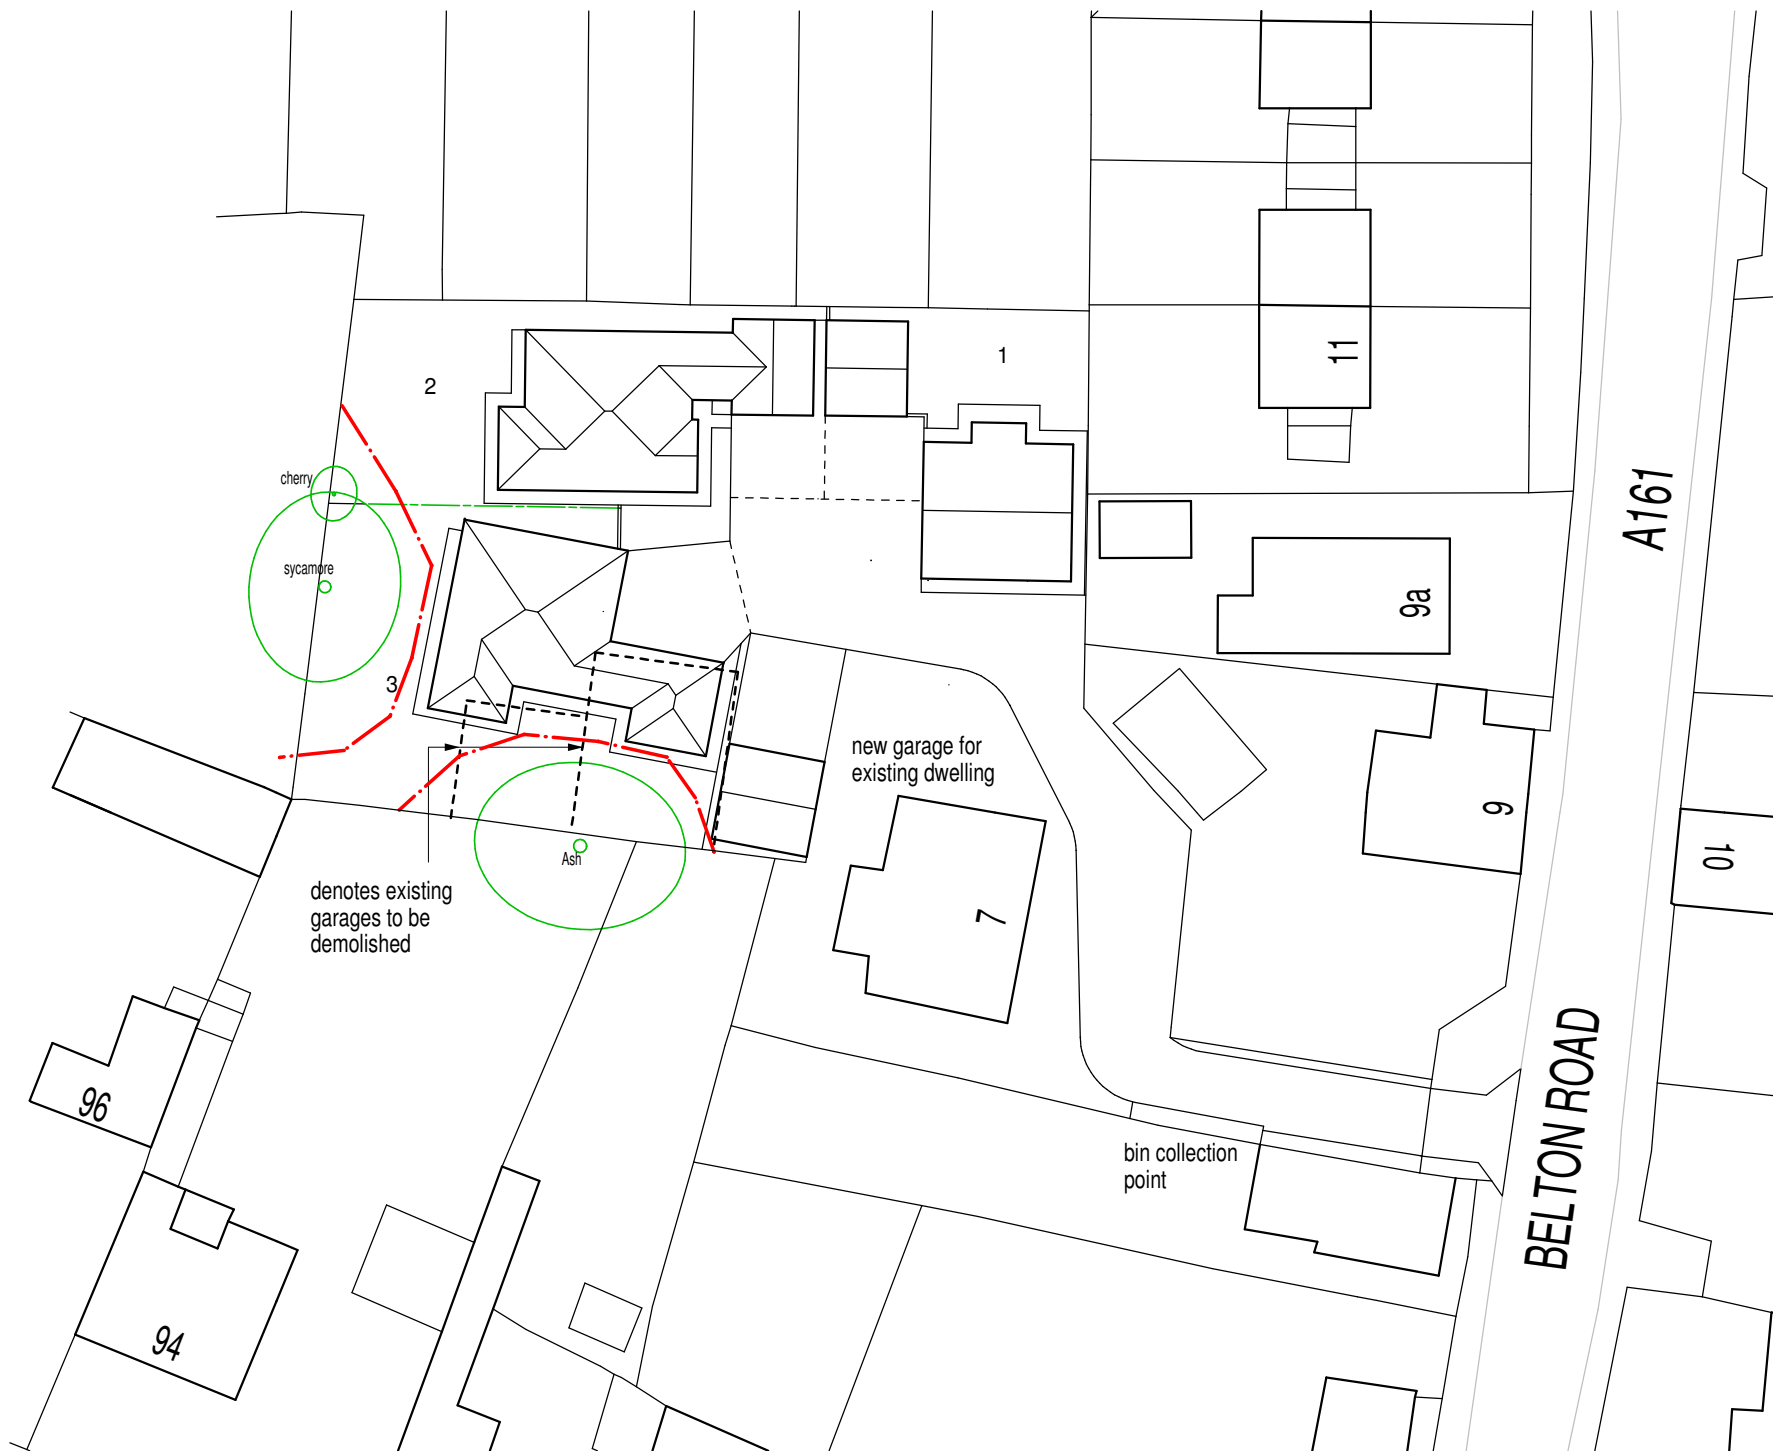 1
11
2
A161
cherry
sycamore
9a
3
new garage for
existing dwelling
9
10
Ash
denotes existing
garages to be
demolished
7
96
BELTON ROAD
bin collection
point
94